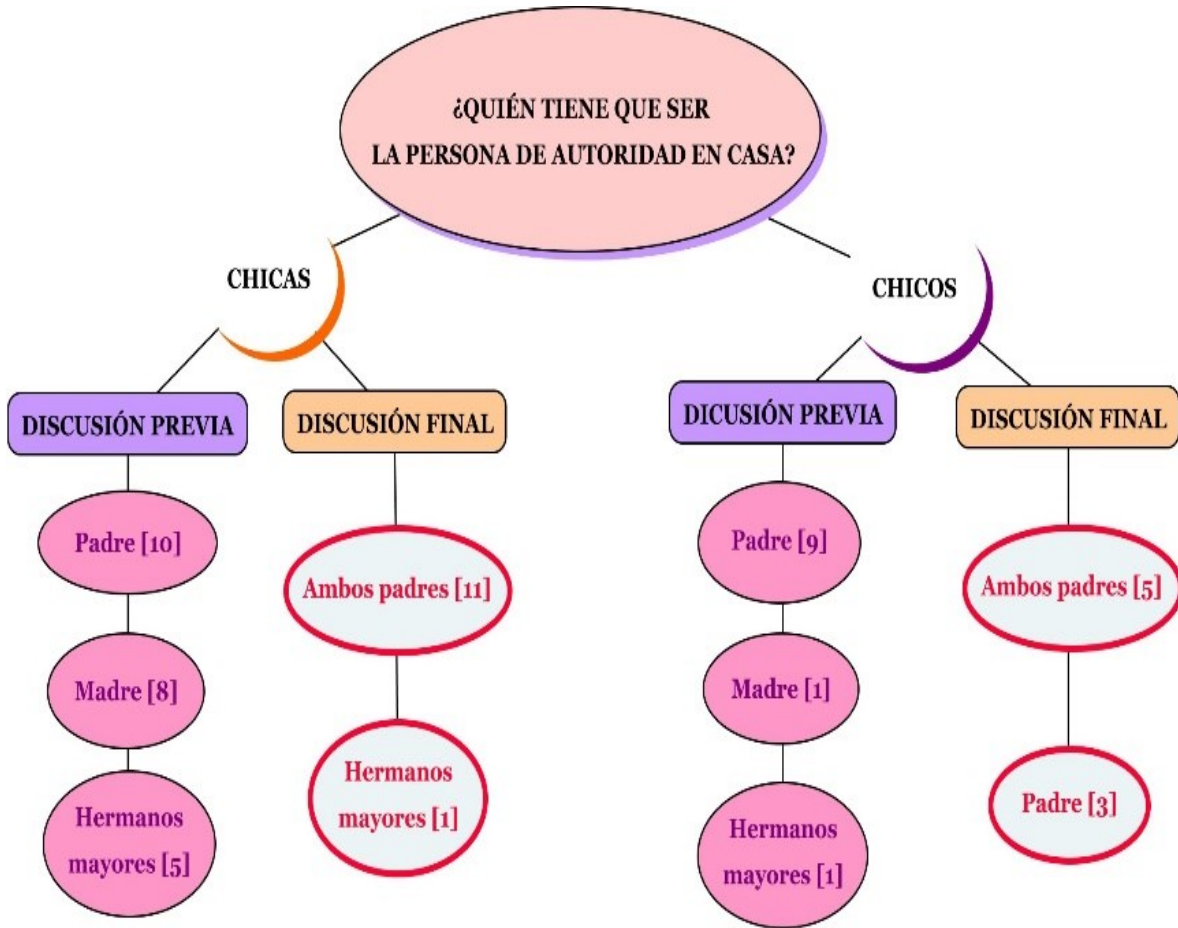 ¿QUIÉN TIENE QUE SER
LA PERSONA DE AUTORIDAD EN CASA?
CHICAS
DISCUSIÓN PREVIA
Padre [10]
Madre [8]
Hermanos
mayores [5]
DISCUSIÓN FINAL
Ambos padres [11]
Hermanos
mayores [1]
CHICOS
DICUSIÓN PREVIA
Padre [9]
Madre [1]
Hermanos
mayores [1]
DISCUSIÓN FINAL
Ambos padres [5]
Padre [3]